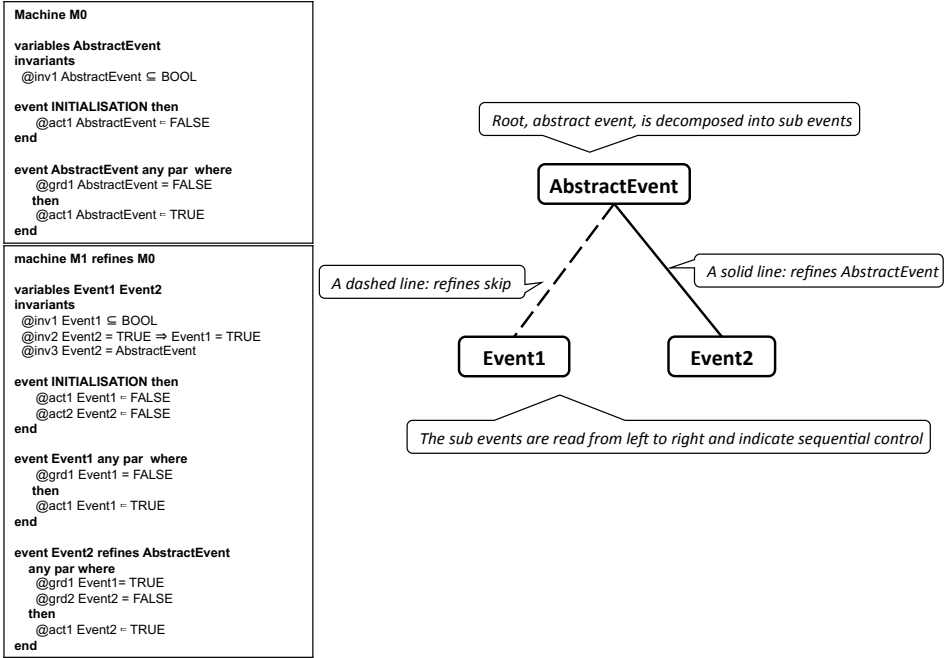 Machine M0
variables AbstractEvent
invariants
@inv1 AbstractEvent ⊆ BOOL
event INITIALISATION then
@act1 AbstractEvent ≔ FALSE
end
event AbstractEvent any par where
@grd1 AbstractEvent = FALSE
then
@act1 AbstractEvent ≔ TRUE
end
machine M1 refines M0
variables Event1 Event2
invariants
@inv1 Event1 ⊆ BOOL
@inv2 Event2 = TRUE ⇒ Event1 = TRUE
@inv3 Event2 = AbstractEvent
event INITIALISATION then
@act1 Event1 ≔ FALSE
@act2 Event2 ≔ FALSE
end
event Event1 any par where
@grd1 Event1 = FALSE
then
@act1 Event1 ≔ TRUE
end
event Event2 refines AbstractEvent
any par where
@grd1 Event1= TRUE
@grd2 Event2 = FALSE
then
@act1 Event2 ≔ TRUE
end
Root, abstract event, is decomposed into sub events
AbstractEvent
A dashed line: refines skip
A solid line: refines AbstractEvent
Event1
Event2
The sub events are read from left to right and indicate sequential control